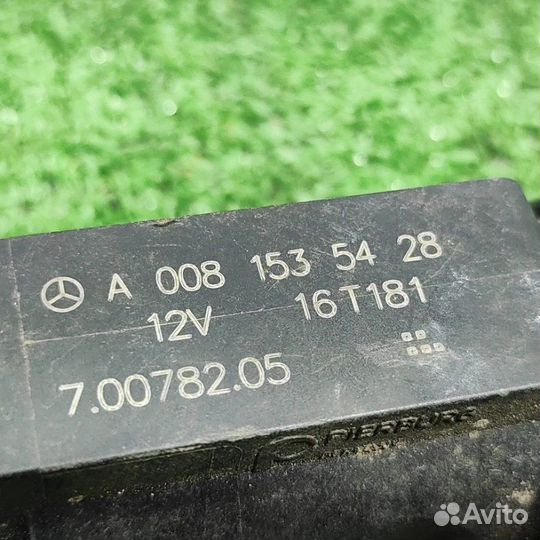 A 008 153 54 28
12V 16T181
7.00782.05
PIERBURG
Avito